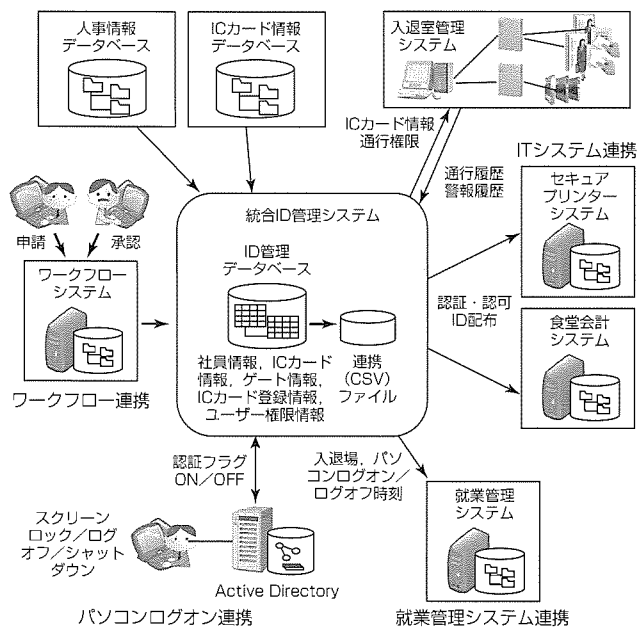 人事情報
データベース
ICカード情報
データベース
入退室管理
システム
ICカード情報
通行権限
通行履歴
警報履歴
ITシステム連携
セキュア
プリンター
システム
申請
承認
統合ID管理システム
ID管理
データベース
ワークフロー
システム
認証・認可
ID配布
食堂会計
システム
社員情報，ICカード
情報，ゲート情報，
ICカード登録情報，
ユーザー権限情報
連携
（CSV）
ファイル
ワークフロー連携
認証フラグ
ON／OFF
入退場，パソ
コンログオン／
ログオフ時刻
就業管理
システム
スクリーン
ロック／ログ
オフ／シャット
ダウン
Active Directory
パソコンログオン連携
就業管理システム連携